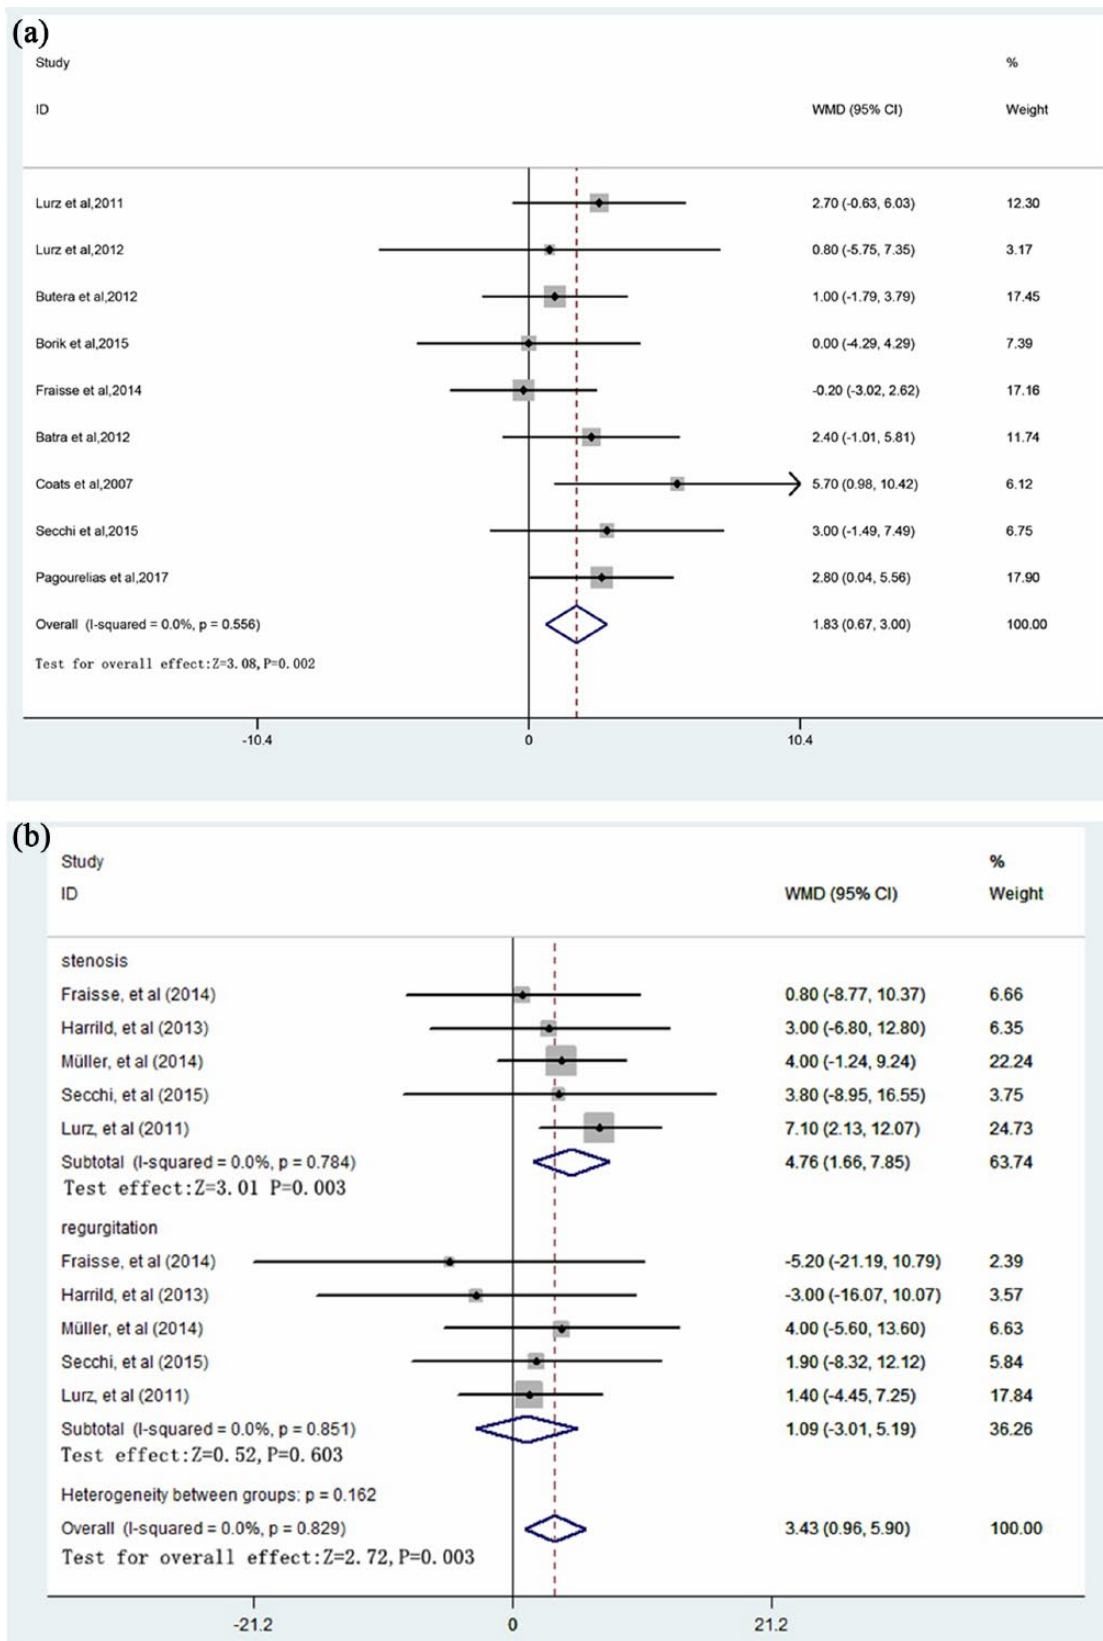 (a)
Study %
ID WMD (95% CI) Weight
Lurz et al,2011 2.70 (-0.63, 6.03) 12.30
Lurz et al,2012 0.80 (-5.75, 7.35) 3.17
Butera et al,2012 1.00 (-1.79, 3.79) 17.45
Borik et al,2015 0.00 (-4.29, 4.29) 7.39
Fraisse et al,2014 -0.20 (-3.02, 2.62) 17.16
Batra et al,2012 2.40 (-1.01, 5.81) 11.74
Coats et al,2007 5.70 (0.98, 10.42) 6.12
Secchi et al,2015 3.00 (-1.49, 7.49) 6.75
Pagourelias et al,2017 2.80 (0.04, 5.56) 17.90
Overall (I-squared = 0.0%, p = 0.556) 1.83 (0.67, 3.00) 100.00
Test for overall effect:Z=3.08,P=0.002
-10.4 0 10.4
(b)
Study %
ID WMD (95% CI) Weight
stenosis
Fraisse, et al (2014) 0.80 (-8.77, 10.37) 6.66
Harrild, et al (2013) 3.00 (-6.80, 12.80) 6.35
Müller, et al (2014) 4.00 (-1.24, 9.24) 22.24
Secchi, et al (2015) 3.80 (-8.95, 16.55) 3.75
Lurz, et al (2011) 7.10 (2.13, 12.07) 24.73
Subtotal (I-squared = 0.0%, p = 0.784) 4.76 (1.66, 7.85) 63.74
Test effect:Z=3.01 P=0.003
regurgitation
Fraisse, et al (2014) -5.20 (-21.19, 10.79) 2.39
Harrild, et al (2013) -3.00 (-16.07, 10.07) 3.57
Müller, et al (2014) 4.00 (-5.60, 13.60) 6.63
Secchi, et al (2015) 1.90 (-8.32, 12.12) 5.84
Lurz, et al (2011) 1.40 (-4.45, 7.25) 17.84
Subtotal (I-squared = 0.0%, p = 0.851) 1.09 (-3.01, 5.19) 36.26
Test effect:Z=0.52,P=0.603
Heterogeneity between groups: p = 0.162
Overall (I-squared = 0.0%, p = 0.829) 3.43 (0.96, 5.90) 100.00
Test for overall effect:Z=2.72,P=0.003
-21.2 0 21.2